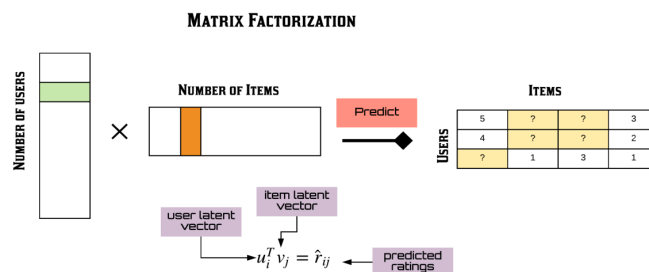 MATRIX FACTORIZATION
NUMBER OF USERS
NUMBER OF ITEMS
Predict
ITEMS
USERS
5 ? ? 3
4 ? ? 2
? 1 3 1
item latent
vector
user latent
vector
u_i^T v_j = r̂_ij
predicted
ratings